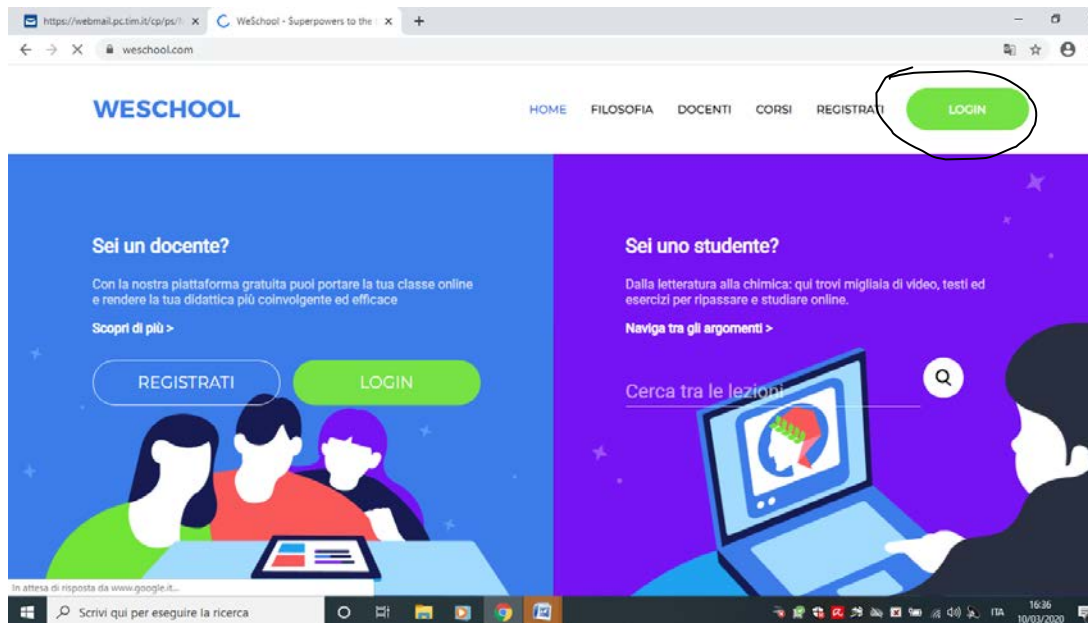 https://webmail.pc.tim.it/cp/ps/
WeSchool - Superpowers to the
weschool.com
WESCHOOL
HOME FILOSOFIA DOCENTI CORSI REGISTRATI LOGIN
Sei un docente?
Con la nostra piattaforma gratuita puoi portare la tua classe online
e rendere la tua didattica più coinvolgente ed efficace
Scopri di più >
REGISTRATI LOGIN
Sei uno studente?
Dalla letteratura alla chimica: qui trovi migliaia di video, testi ed
esercizi per ripassare e studiare online.
Naviga tra gli argomenti >
Cerca tra le lezioni
In attesa di risposta da www.google.it...
Scrivi qui per eseguire la ricerca
ITA
16:36
10/03/2020